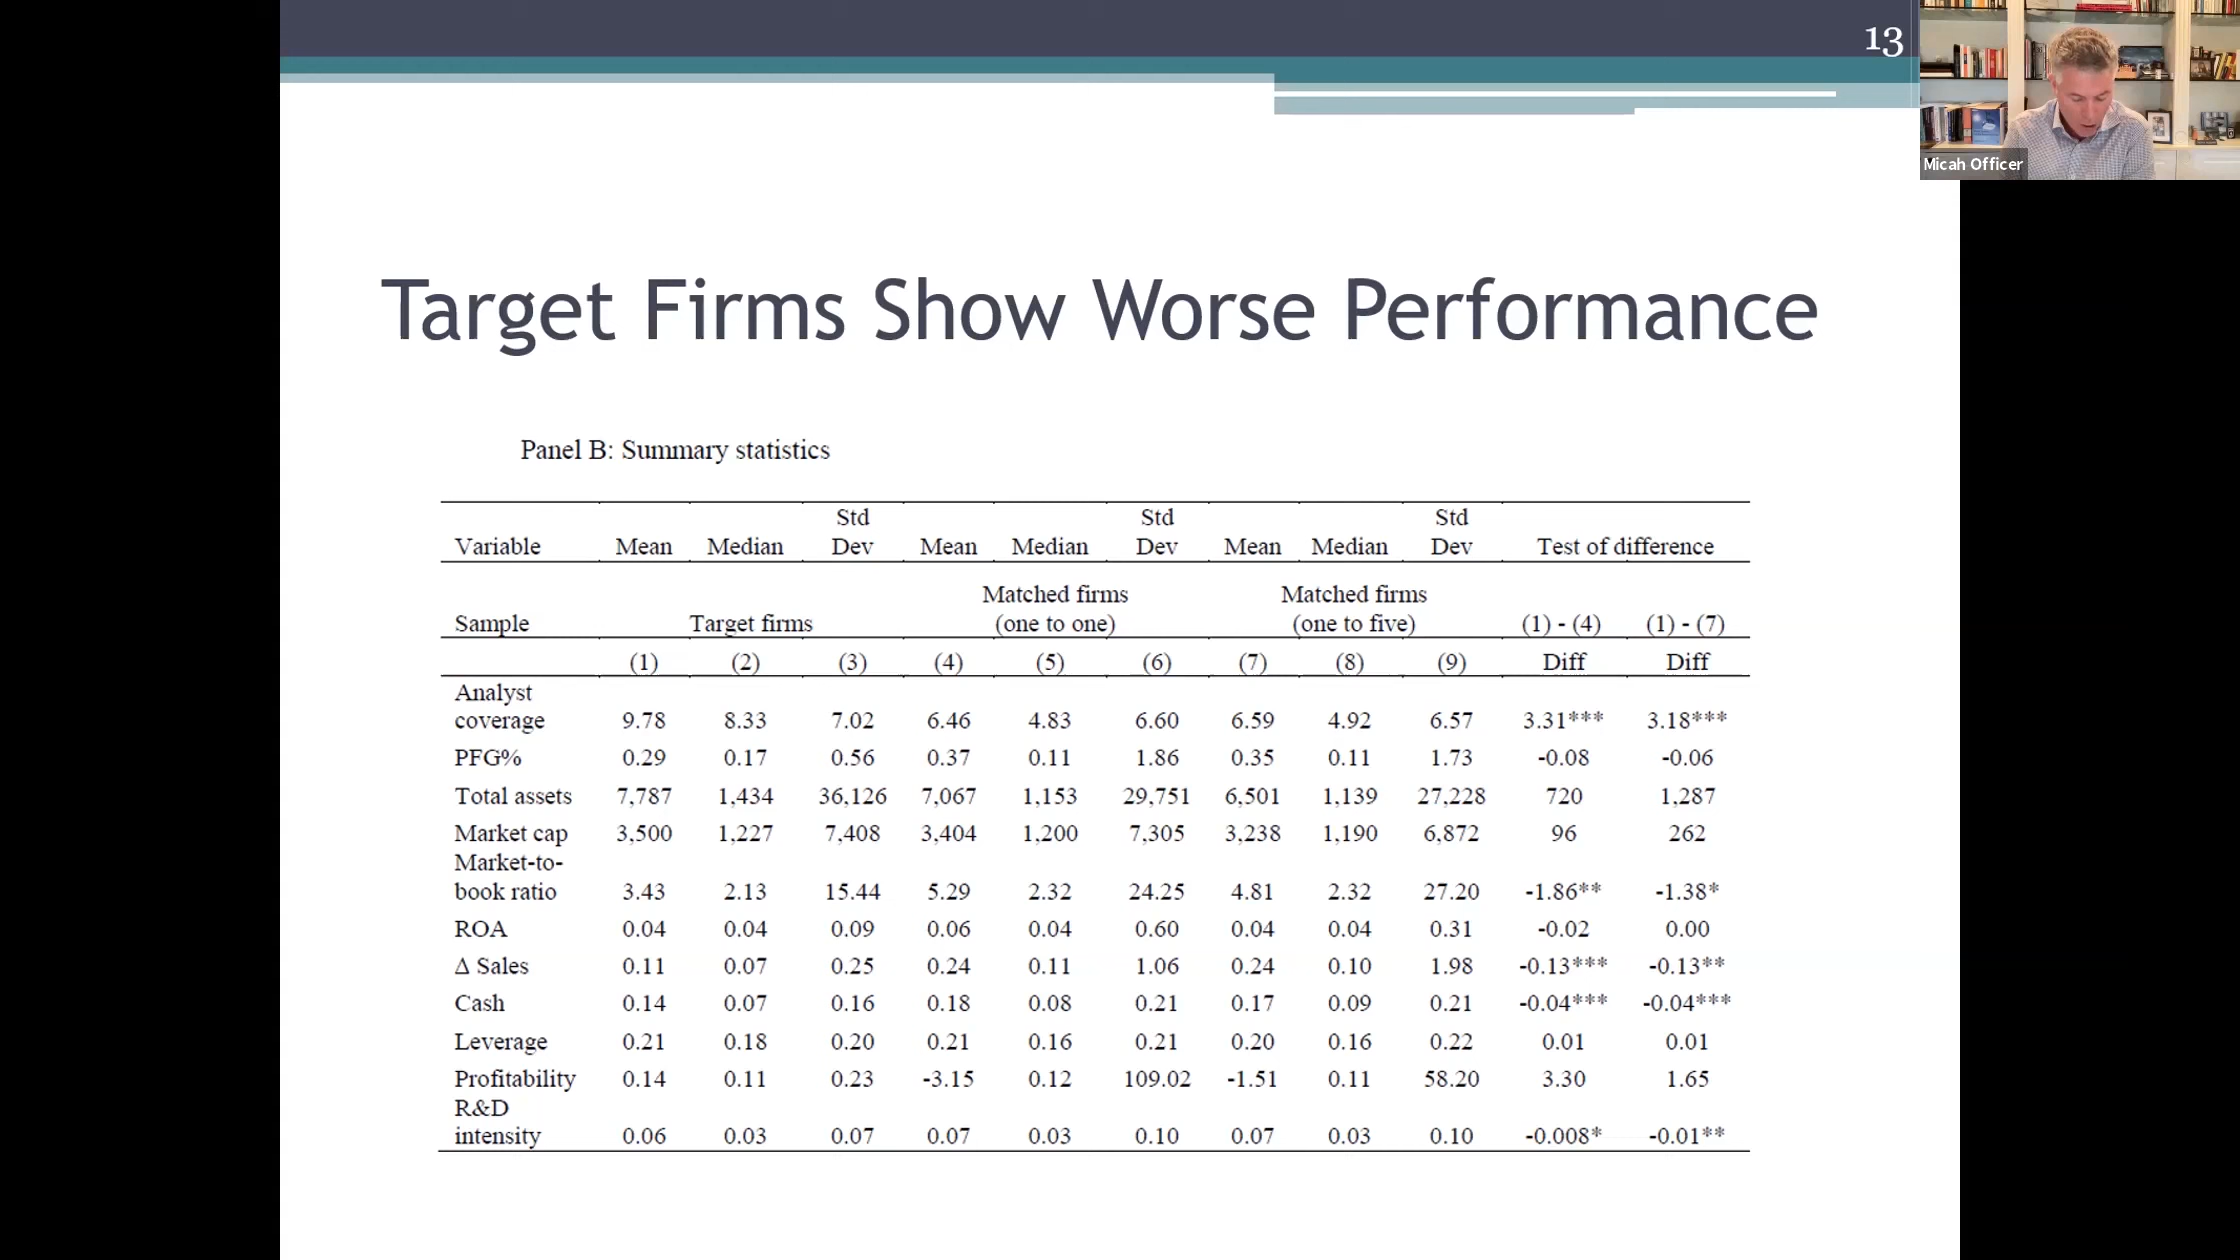 13
Micah Officer
Target Firms Show Worse Performance
Panel B: Summary statistics
Std Std Std
Variable Mean Median Dev Mean Median Dev Mean Median Dev Test of difference
Matched firms Matched firms
Sample Target firms (one to one) (one to five) (1) - (4) (1) - (7)
(1) (2) (3) (4) (5) (6) (7) (8) (9) Diff Diff
Analyst
coverage 9.78 8.33 7.02 6.46 4.83 6.60 6.59 4.92 6.57 3.31*** 3.18***
PFG% 0.29 0.17 0.56 0.37 0.11 1.86 0.35 0.11 1.73 -0.08 -0.06
Total assets 7,787 1,434 36,126 7,067 1,153 29,751 6,501 1,139 27,228 720 1,287
Market cap 3,500 1,227 7,408 3,404 1,200 7,305 3,238 1,190 6,872 96 262
Market-to-
book ratio 3.43 2.13 15.44 5.29 2.32 24.25 4.81 2.32 27.20 -1.86** -1.38*
ROA 0.04 0.04 0.09 0.06 0.04 0.60 0.04 0.04 0.31 -0.02 0.00
Δ Sales 0.11 0.07 0.25 0.24 0.11 1.06 0.24 0.10 1.98 -0.13*** -0.13**
Cash 0.14 0.07 0.16 0.18 0.08 0.21 0.17 0.09 0.21 -0.04*** -0.04***
Leverage 0.21 0.18 0.20 0.21 0.16 0.21 0.20 0.16 0.22 0.01 0.01
Profitability 0.14 0.11 0.23 -3.15 0.12 109.02 -1.51 0.11 58.20 3.30 1.65
R&D
intensity 0.06 0.03 0.07 0.07 0.03 0.10 0.07 0.03 0.10 -0.008* -0.01**